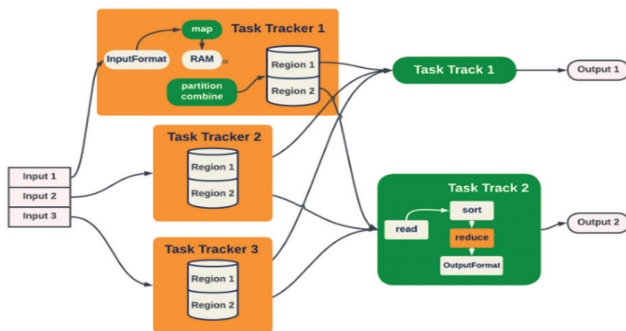 Task Tracker 1
map
InputFormat
RAM
partition
combine
Region 1
Region 2
Task Tracker 2
Region 1
Region 2
Task Tracker 3
Region 1
Region 2
Input 1
Input 2
Input 3
Task Track 1
Output 1
Task Track 2
read
sort
reduce
OutputFormat
Output 2